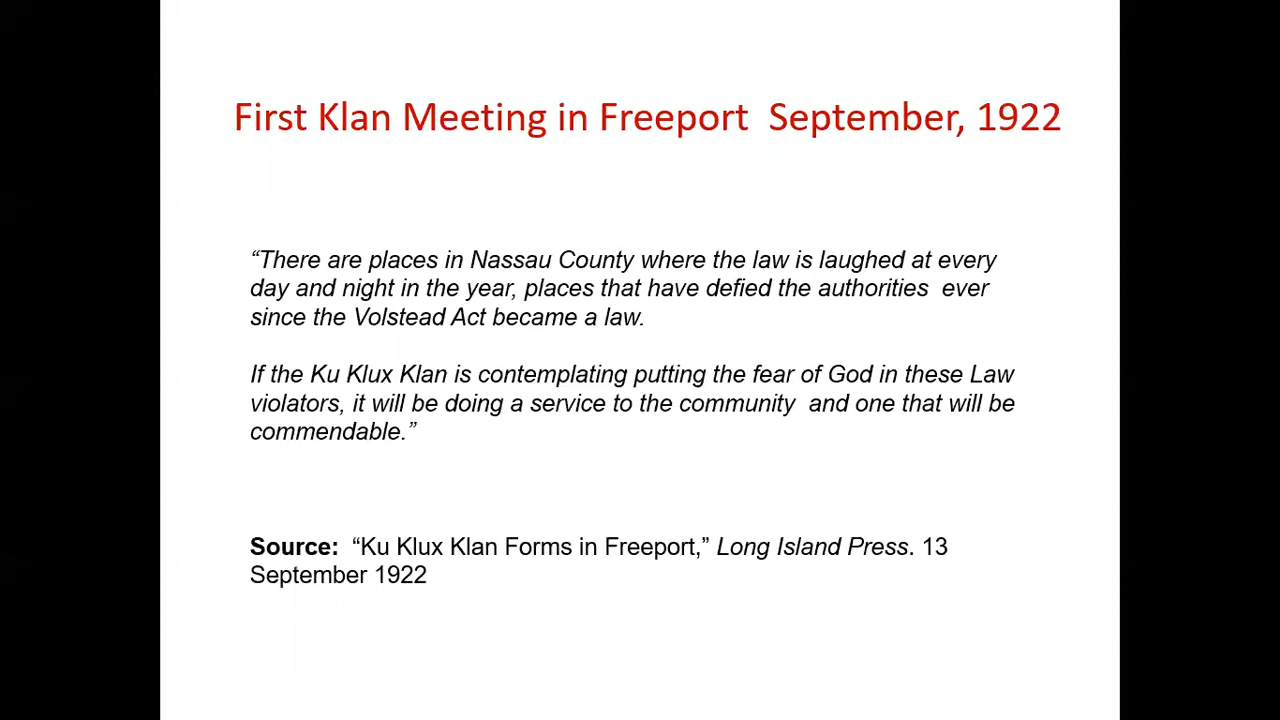 First Klan Meeting in Freeport  September, 1922
“There are places in Nassau County where the law is laughed at every
day and night in the year, places that have defied the authorities  ever
since the Volstead Act became a law.
If the Ku Klux Klan is contemplating putting the fear of God in these Law
violators, it will be doing a service to the community  and one that will be
commendable.”
Source:  “Ku Klux Klan Forms in Freeport,” Long Island Press. 13
September 1922